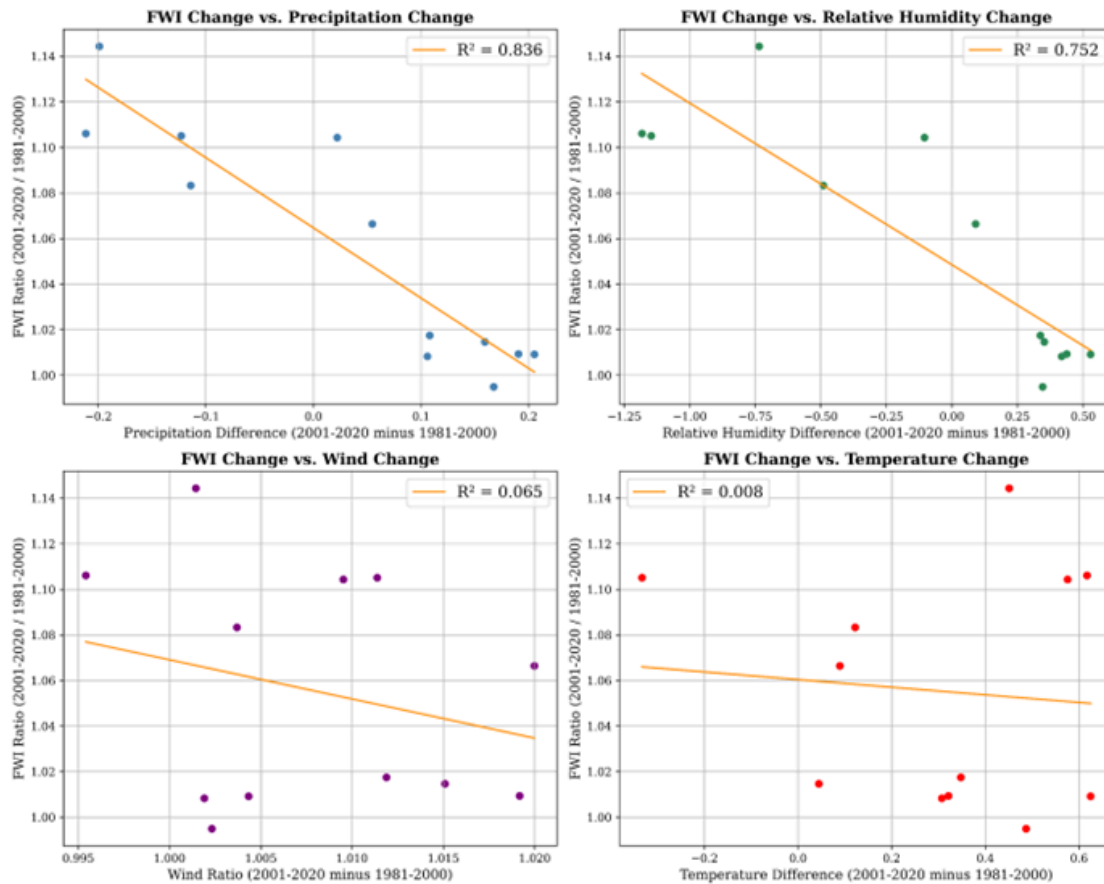 FWI Change vs. Precipitation Change
R² = 0.836
FWI Ratio (2001-2020 / 1981-2000)
1.14
1.12
1.10
1.08
1.06
1.04
1.02
1.00
−0.2 −0.1 0.0 0.1 0.2
Precipitation Difference (2001-2020 minus 1981-2000)
FWI Change vs. Relative Humidity Change
R² = 0.752
FWI Ratio (2001-2020 / 1981-2000)
1.14
1.12
1.10
1.08
1.06
1.04
1.02
1.00
−1.25 −1.00 −0.75 −0.50 −0.25 0.00 0.25 0.50
Relative Humidity Difference (2001-2020 minus 1981-2000)
FWI Change vs. Wind Change
R² = 0.065
FWI Ratio (2001-2020 / 1981-2000)
1.14
1.12
1.10
1.08
1.06
1.04
1.02
1.00
0.995 1.000 1.005 1.010 1.015 1.020
Wind Ratio (2001-2020 minus 1981-2000)
FWI Change vs. Temperature Change
R² = 0.008
FWI Ratio (2001-2020 / 1981-2000)
1.14
1.12
1.10
1.08
1.06
1.04
1.02
1.00
−0.2 0.0 0.2 0.4 0.6
Temperature Difference (2001-2020 minus 1981-2000)